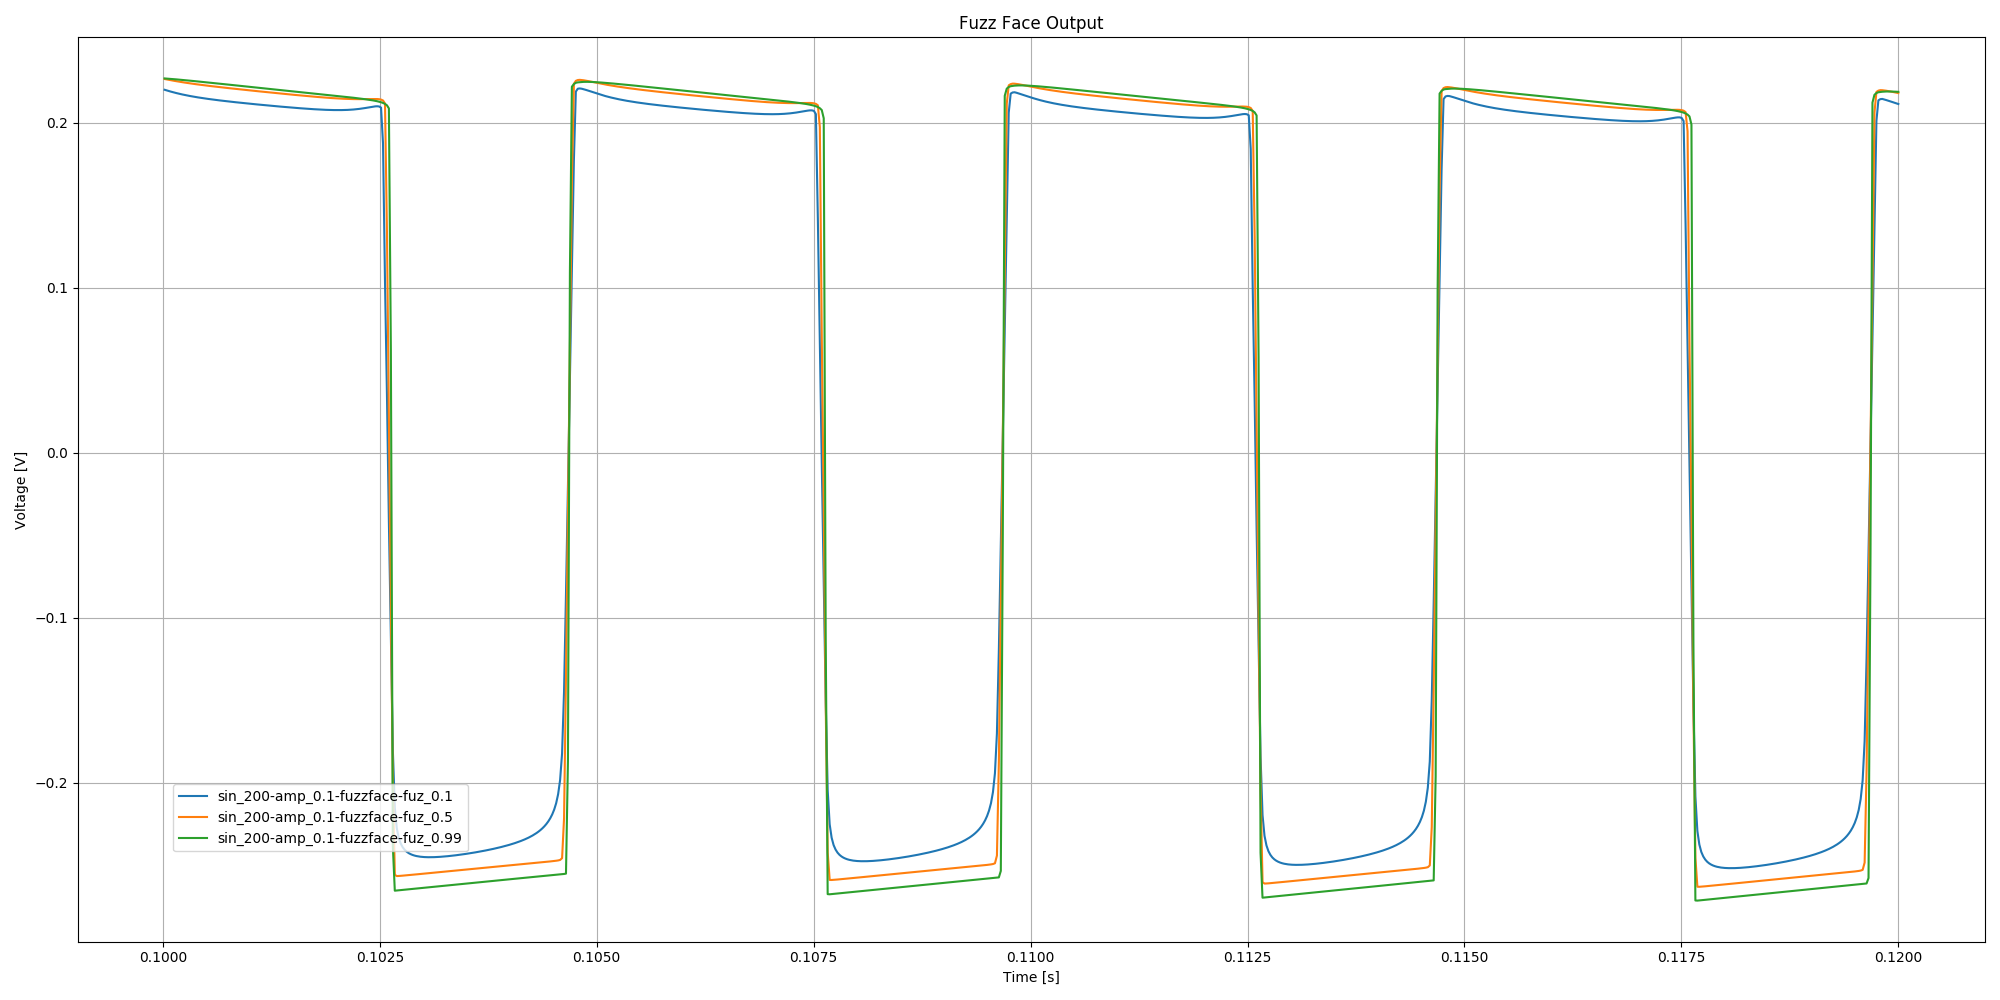 Fuzz Face Output
Voltage [V]
0.2
0.1
0.0
−0.1
−0.2
sin_200-amp_0.1-fuzzface-fuz_0.1
sin_200-amp_0.1-fuzzface-fuz_0.5
sin_200-amp_0.1-fuzzface-fuz_0.99
0.1000 0.1025 0.1050 0.1075 0.1100 0.1125 0.1150 0.1175 0.1200
Time [s]